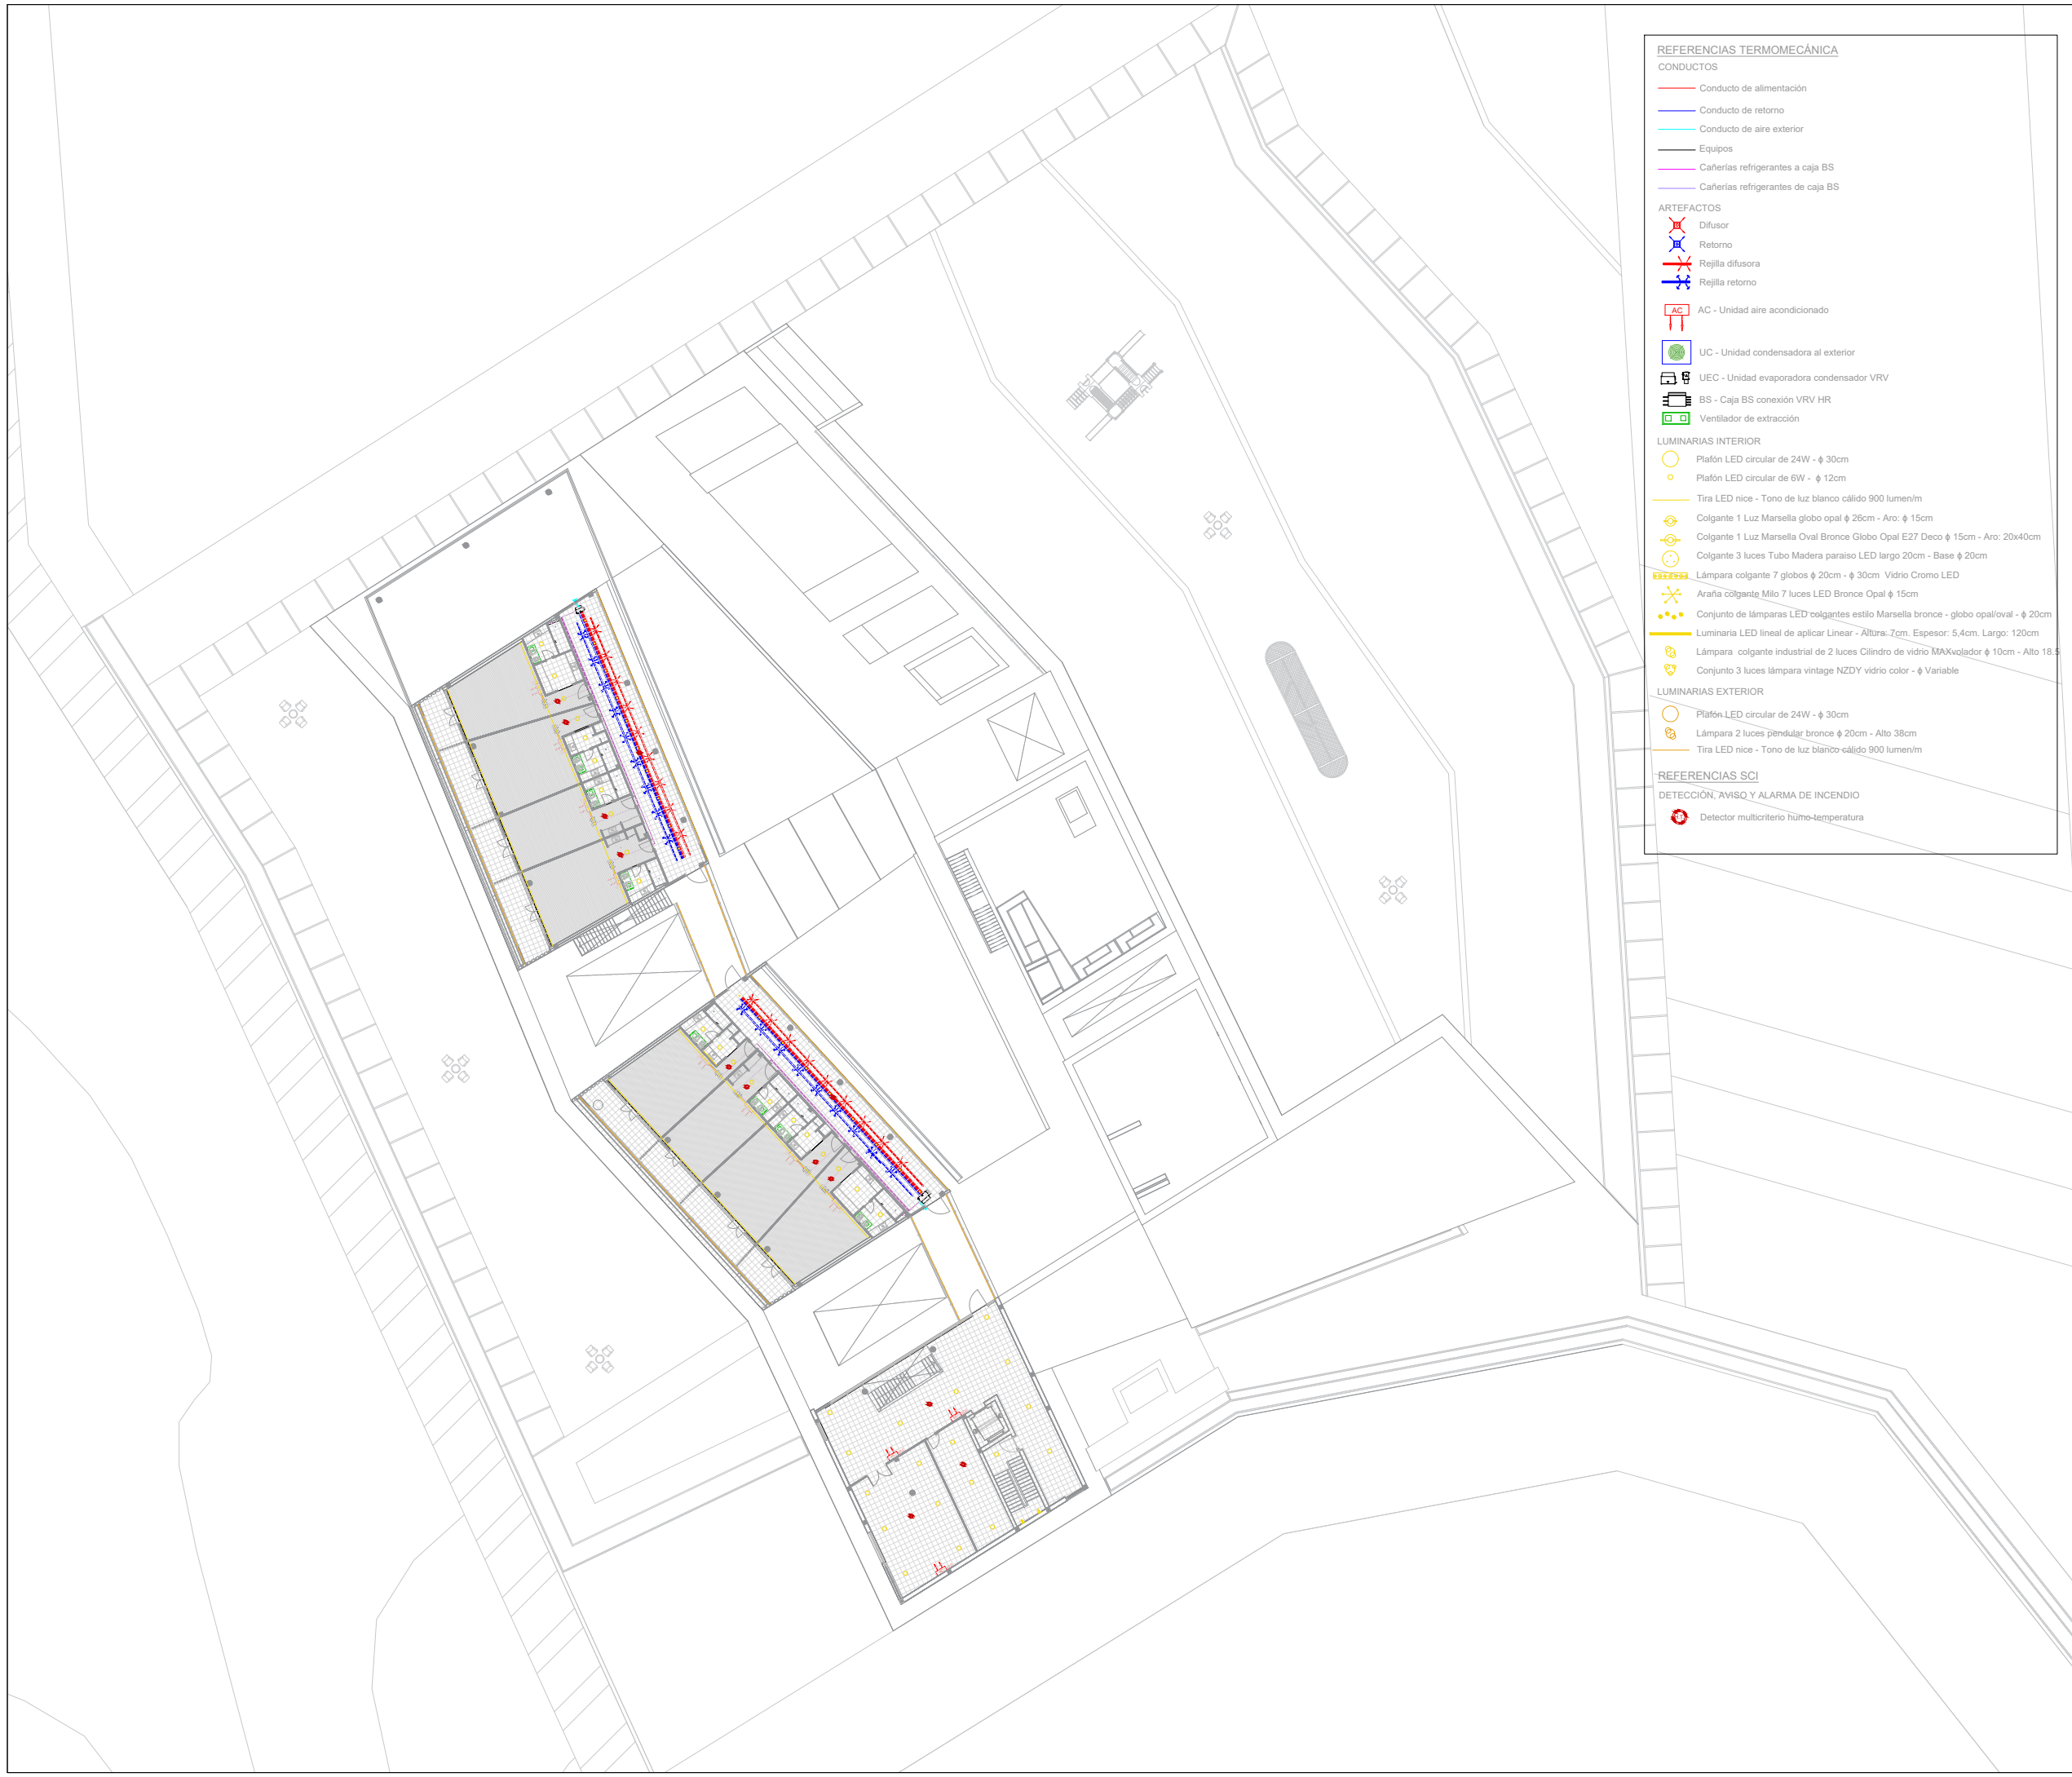 REFERENCIAS TERMOMECÁNICA
CONDUCTOS
Conducto de alimentación
Conducto de retorno
Conducto de aire exterior
Equipos
Cañerías refrigerantes a caja BS
Cañerías refrigerantes de caja BS
ARTEFACTOS
Difusor
Retorno
Rejilla difusora
Rejilla retorno
AC AC - Unidad aire acondicionado
UC - Unidad condensadora al exterior
UEC - Unidad evaporadora condensador VRV
BS - Caja BS conexión VRV HR
Ventilador de extracción
LUMINARIAS INTERIOR
Plafón LED circular de 24W - ϕ 30cm
Plafón LED circular de 6W - ϕ 12cm
Tira LED nice - Tono de luz blanco cálido 900 lumen/m
Colgante 1 Luz Marsella globo opal ϕ 26cm - Aro: ϕ 15cm
Colgante 1 Luz Marsella Oval Bronce Globo Opal E27 Deco ϕ 15cm - Aro: 20x40cm
Colgante 3 luces Tubo Madera paraiso LED largo 20cm - Base ϕ 20cm
Lámpara colgante 7 globos ϕ 20cm - ϕ 30cm Vidrio Cromo LED
Araña colgante Milo 7 luces LED Bronce Opal ϕ 15cm
Conjunto de lámparas LED colgantes estilo Marsella bronce - globo opal/oval - ϕ 20cm
Luminaria LED lineal de aplicar Linear - Altura: 7cm. Espesor: 5,4cm. Largo: 120cm
Lámpara colgante industrial de 2 luces Cilindro de vidrio MAXvolador ϕ 10cm - Alto 18.5
Conjunto 3 luces lámpara vintage NZDY vidrio color - ϕ Variable
LUMINARIAS EXTERIOR
Plafón LED circular de 24W - ϕ 30cm
Lámpara 2 luces pendular bronce ϕ 20cm - Alto 38cm
Tira LED nice - Tono de luz blanco cálido 900 lumen/m
REFERENCIAS SCI
DETECCIÓN, AVISO Y ALARMA DE INCENDIO
Detector multicriterio humo-temperatura